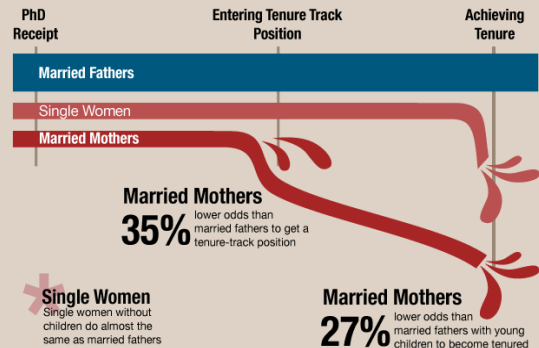 PhD Receipt
Entering Tenure Track Position
Achieving Tenure
Married Fathers
Single Women
Married Mothers
Married Mothers
35% lower odds than
married fathers to get a
tenure-track position
Single Women
Single women without
children do almost the
same as married fathers
Married Mothers
27% lower odds than
married fathers with young
children to become tenured